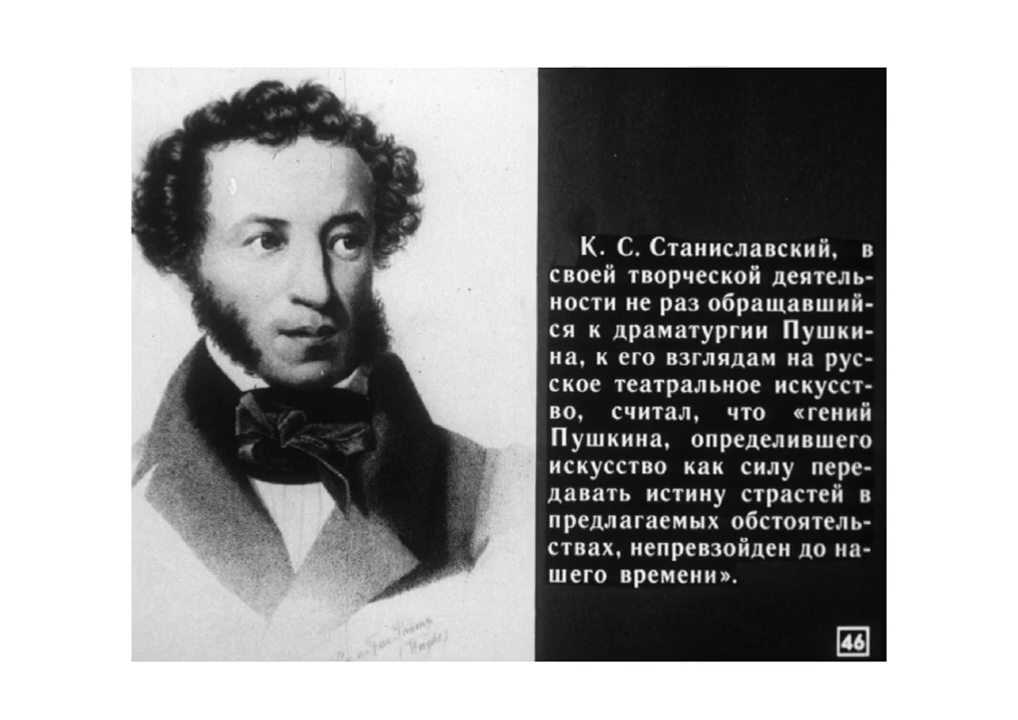 К. С. Станиславский, в
своей творческой деятель-
ности не раз обращавший-
ся к драматургии Пушки-
на, к его взглядам на рус-
ское театральное искусст-
во, считал, что «гений
Пушкина, определившего
искусство как силу пере-
давать истину страстей в
предлагаемых обстоятель-
ствах, непревзойден до на-
шего времени».
46